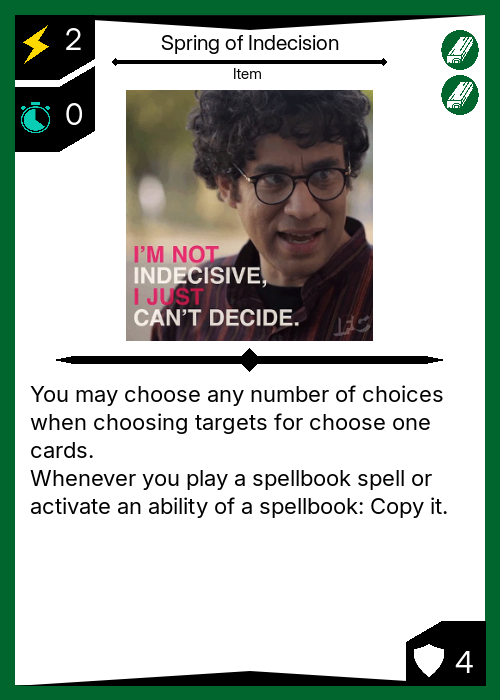 2
Spring of Indecision
Item
0
I'M NOT
INDECISIVE,
I JUST
CAN'T DECIDE.
IFC
You may choose any number of choices
when choosing targets for choose one
cards.
Whenever you play a spellbook spell or
activate an ability of a spellbook: Copy it.
4